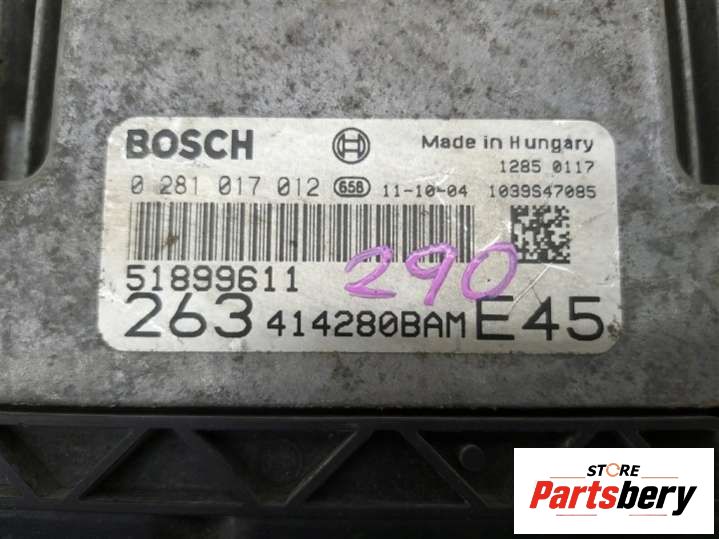 BOSCH Made in Hungary
1285 0117
0 281 017 012 658 11-10-04 1039S47085
51899611 290
263 414280BAM E45
STORE
Partsbery